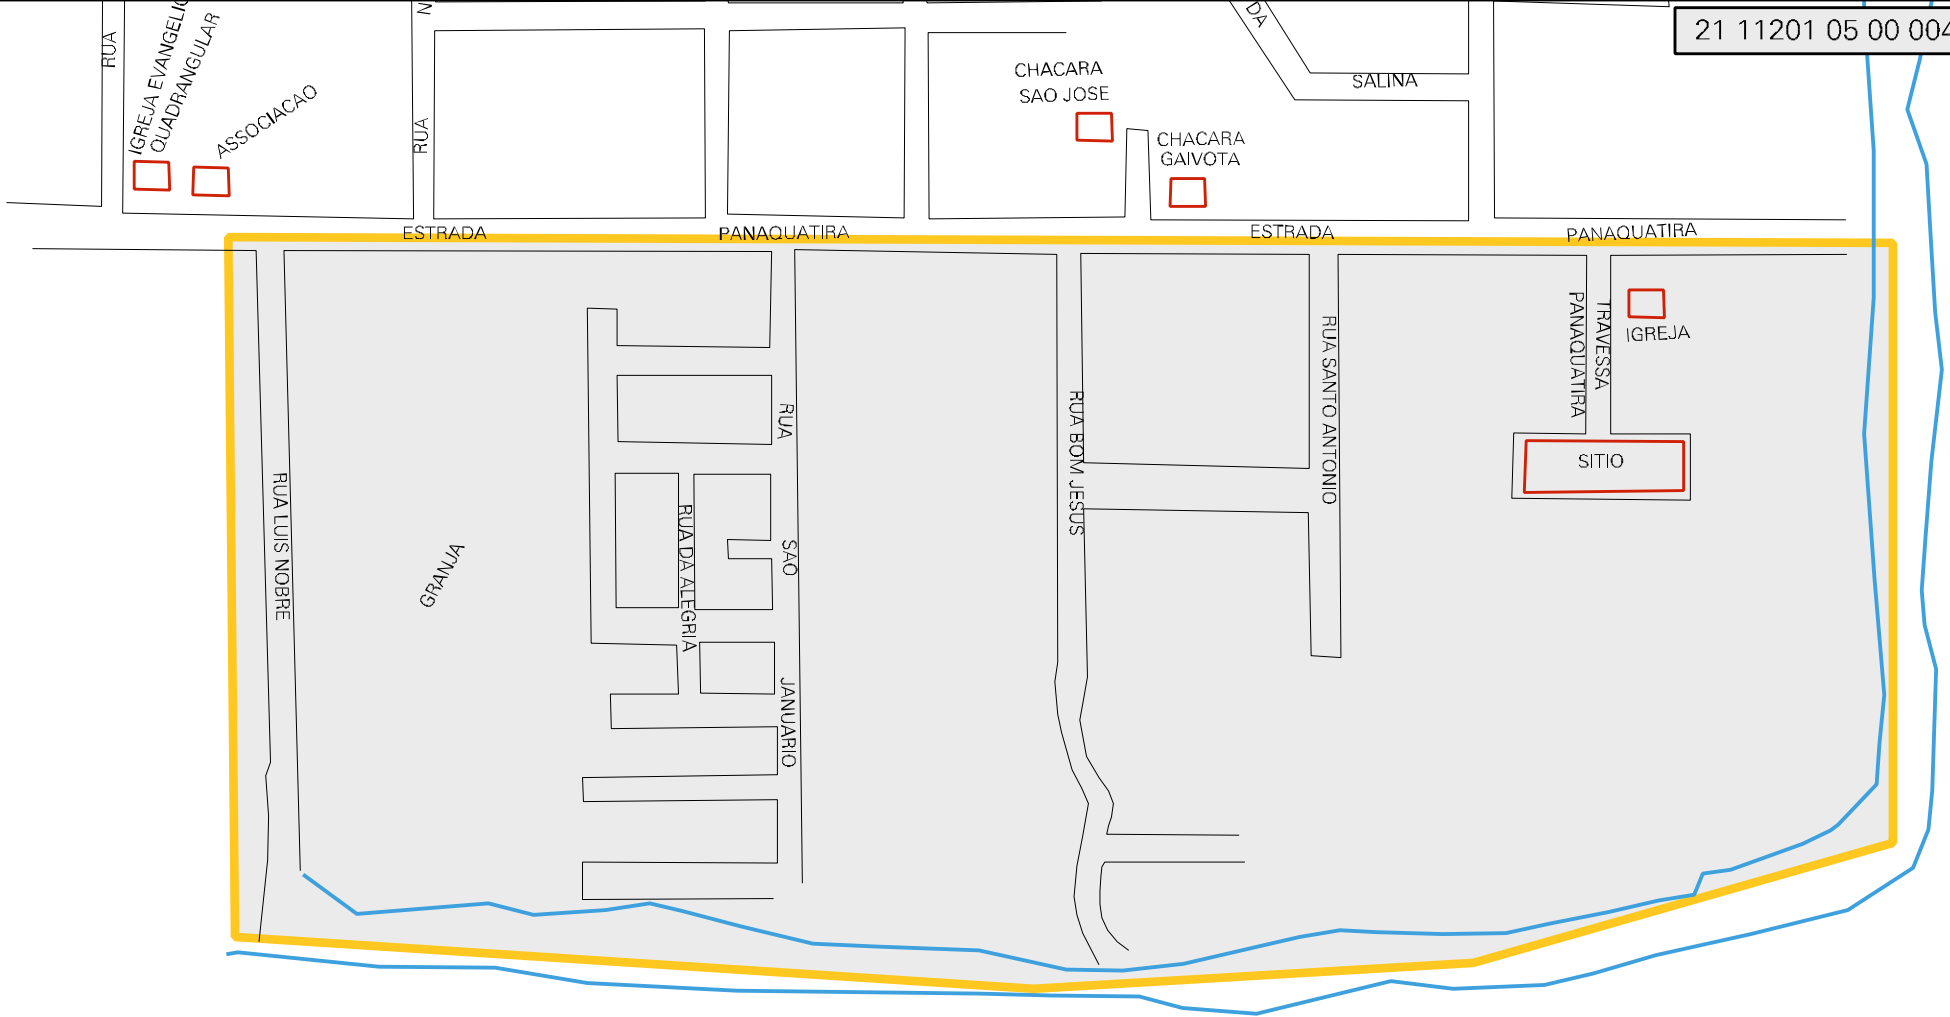 21 11201 05 00 004
RUA
IGREJA EVANGELIC
QUADRANGULAR
ASSOCIACAO
N
RUA
CHACARA
SAO JOSE
CHACARA
GAIVOTA
DA
SALINA
ESTRADA
PANAQUATIRA
ESTRADA
PANAQUATIRA
RUA LUIS NOBRE
GRANJA
RUA DA ALEGRIA
RUA
SAO
JANUARIO
RUA BOM JESUS
RUA SANTO ANTONIO
TRAVESSA
PANAQUATIRA
IGREJA
SITIO